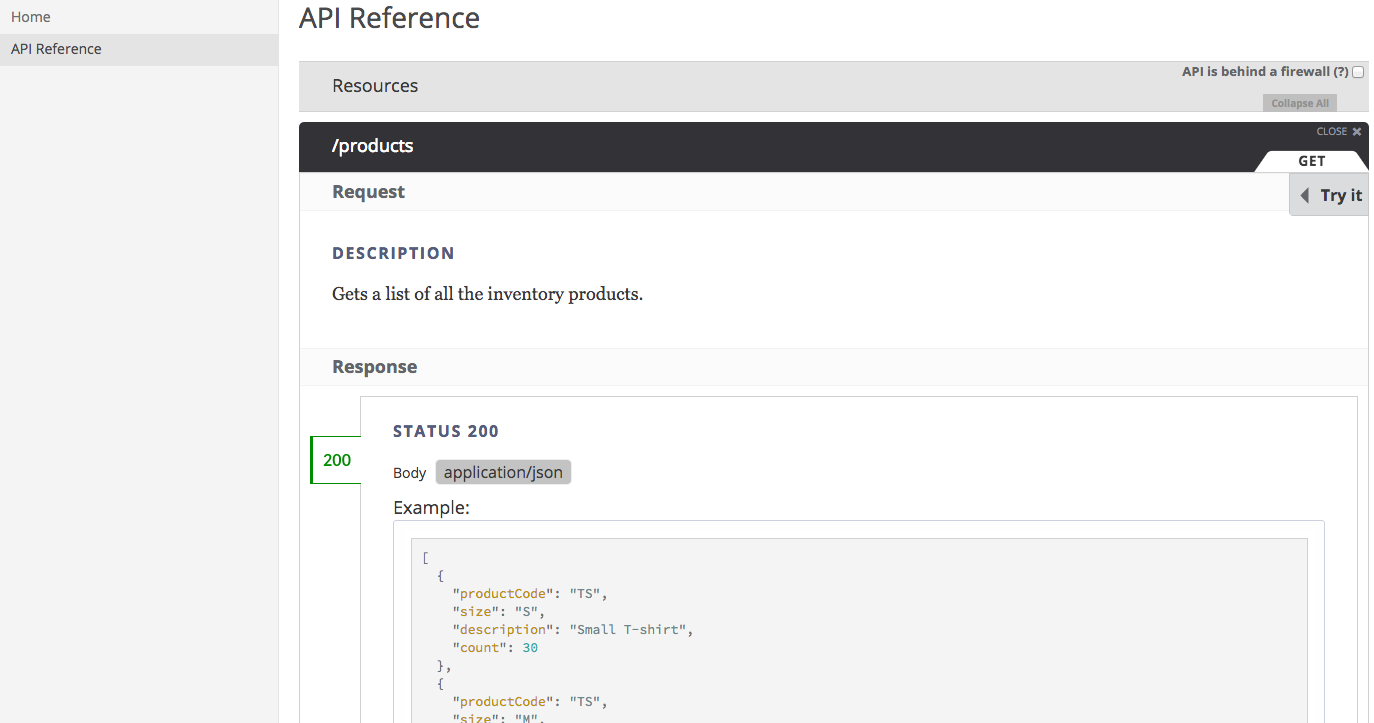 Home
API Reference
API Reference
Resources
API is behind a firewall (?)
Collapse All
/products
CLOSE ✖
GET
Request
Try it
DESCRIPTION
Gets a list of all the inventory products.
Response
200
STATUS 200
Body application/json
Example:
[
{
"productCode": "TS",
"size": "S",
"description": "Small T-shirt",
"count": 30
},
{
"productCode": "TS",
"size": "M",